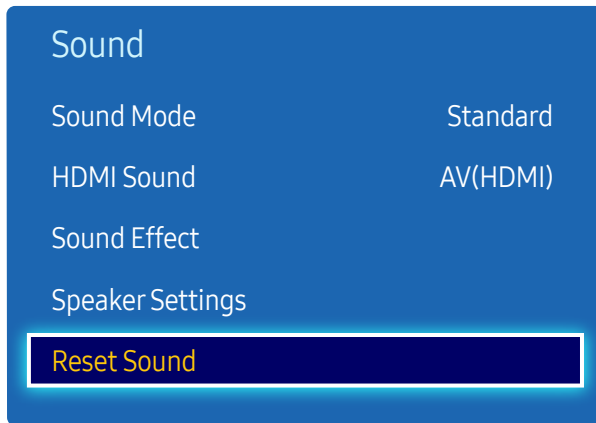 Sound
Sound Mode Standard
HDMI Sound AV(HDMI)
Sound Effect
Speaker Settings
Reset Sound